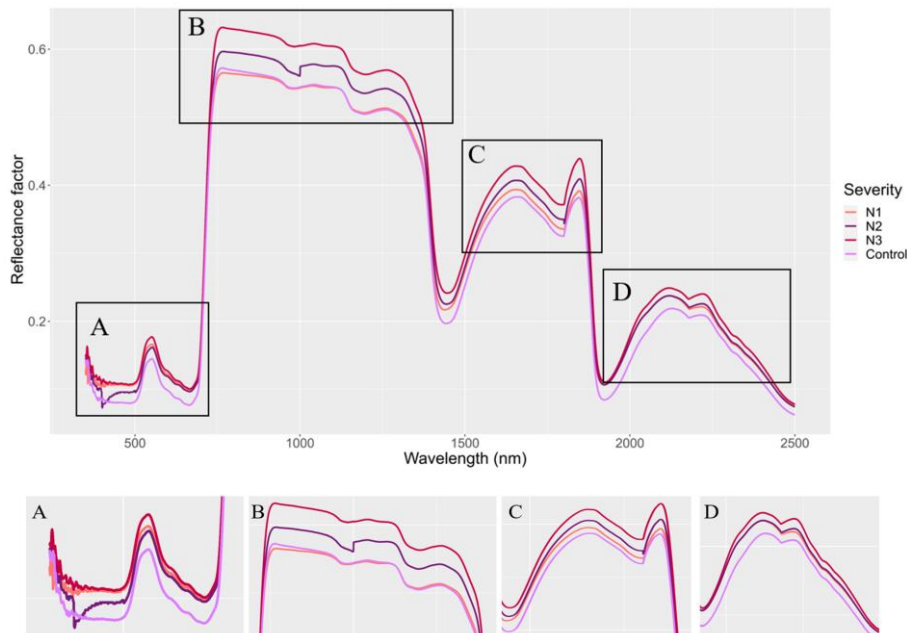 B
0.6
C
0.4
Reflectance factor
Severity
N1
N2
N3
Control
D
0.2
A
500
1000
1500
2000
2500
Wavelength (nm)
A
B
C
D